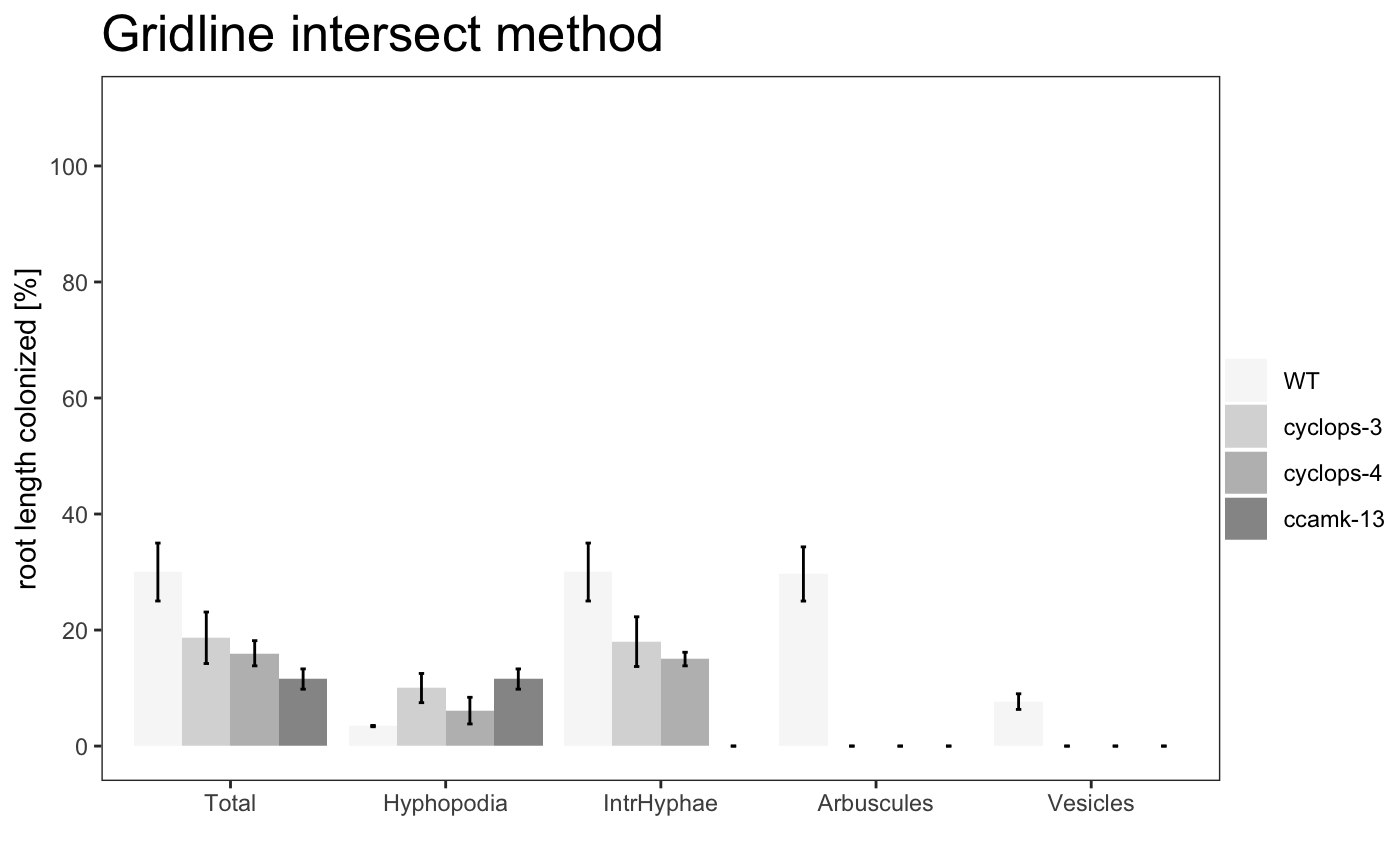 Gridline intersect method
root length colonized [%]
100
80
60
40
20
0
Total
Hyphopodia
IntrHyphae
Arbuscules
Vesicles
WT
cyclops-3
cyclops-4
ccamk-13